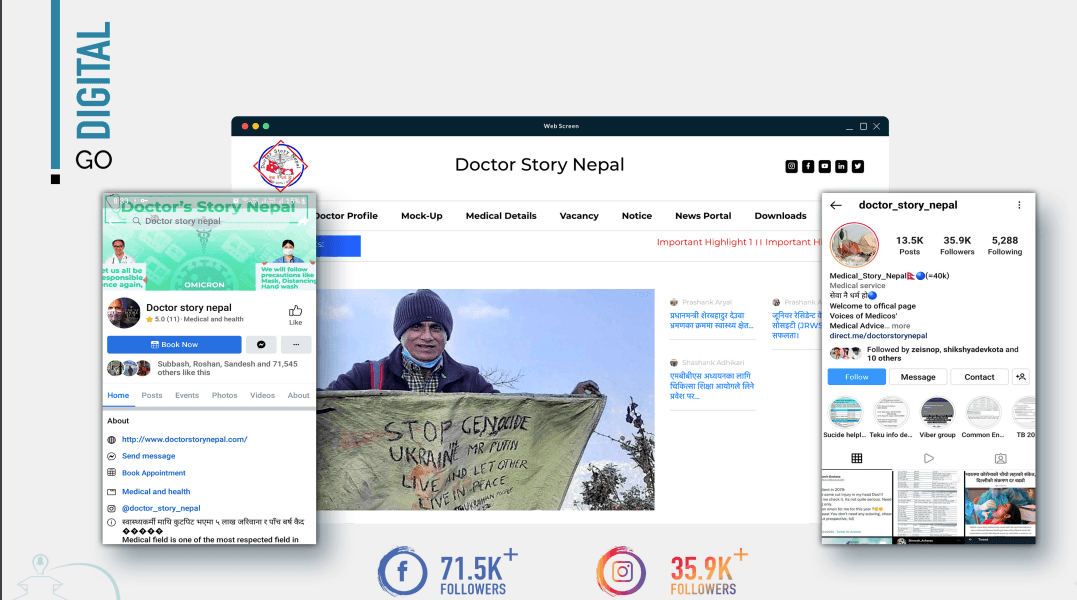 GO DIGITAL
Web Screen
Doctor Story Nepal
Doctor Profile Mock-Up Medical Details Vacancy Notice News Portal Downloads
Important Highlight 1 I I Important Hi
Doctor's Story Nepal
Doctor story nepal
et us all be
esponsible,
nce again,
OMICRON
We will follow
precautions like
Mask, Distancing
Hand wash
Doctor story nepal
5.0 (11) · Medical and health
Like
Book Now
Subbash, Roshan, Sandesh and 71,545
others like this
Home Posts Events Photos Videos About
About
http://www.doctorstorynepal.com/
Send message
Book Appointment
Medical and health
@doctor_story_nepal
स्वास्थ्यकर्मी माथि कुटपिट भएमा ५ लाख जरिवाना र पाँच बर्ष कैद
Medical field is one of the most respected field in
STOP GENOCIDE
UKRAINE MR PUTIN
LIVE AND LET OTHER
LIVE IN PEACE
Prashank Aryal
प्रधानमन्त्री शेरबहादुर देउवा
भ्रमणका क्रममा स्वास्थ्य क्षेत...
Shashank Adhikari
एमबीबीएस अध्ययनका लागि
चिकित्सा शिक्षा आयोगले लिने
प्रवेश पर...
Prashank A
जूनियर रेसिडेन्ट वे
सोसाइटी (JRWS
सफलता।
doctor_story_nepal
13.5K 35.9K 5,288
Posts Followers Following
Medical_Story_Nepal🇳🇵🌏(=40k)
Medical service
सेवा नै धर्म हो🌏
Welcome to offical page
Voices of Medicos'
Medical Advice... more
direct.me/doctorstorynepal
Followed by zeisnop, shikshyadevkota and
10 others
Follow Message Contact
Sucide helpl... Teku info de... Viber group Common En... TB 20
71.5K+
FOLLOWERS
35.9K+
FOLLOWERS